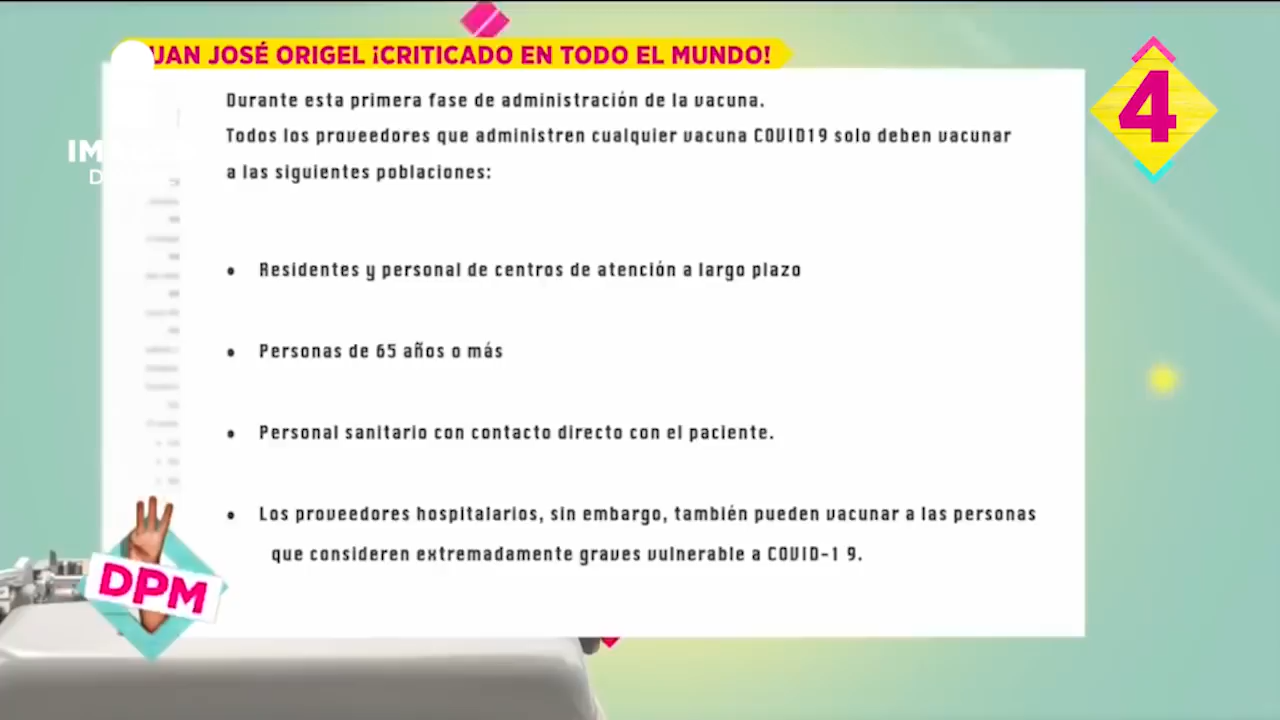 UAN JOSÉ ORIGEL ¡CRITICADO EN TODO EL MUNDO!
4
Durante esta primera fase de administración de la vacuna.
Todos los proveedores que administren cualquier vacuna COVID19 solo deben vacunar
a las siguientes poblaciones:
• Residentes y personal de centros de atención a largo plazo
• Personas de 65 años o más
• Personal sanitario con contacto directo con el paciente.
• Los proveedores hospitalarios, sin embargo, también pueden vacunar a las personas
que consideren extremadamente graves vulnerable a COVID-1 9.
DPM